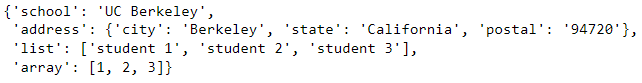 {'school': 'UC Berkeley',
 'address': {'city': 'Berkeley', 'state': 'California', 'postal': '94720'},
 'list': ['student 1', 'student 2', 'student 3'],
 'array': [1, 2, 3]}